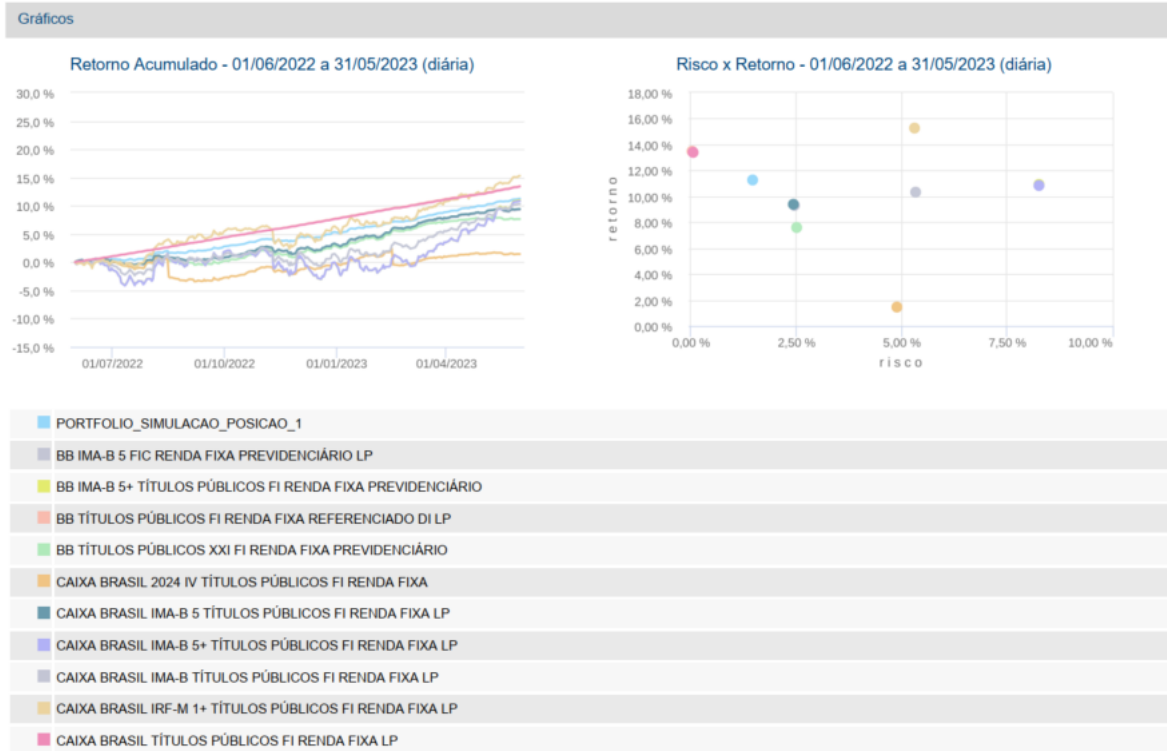 Gráficos
Retorno Acumulado - 01/06/2022 a 31/05/2023 (diária)
30,0 %
25,0 %
20,0 %
15,0 %
10,0 %
5,0 %
0,0 %
-5,0 %
-10,0 %
-15,0 %
01/07/2022 01/10/2022 01/01/2023 01/04/2023
Risco x Retorno - 01/06/2022 a 31/05/2023 (diária)
18,00 %
16,00 %
14,00 %
12,00 %
10,00 %
8,00 %
6,00 %
4,00 %
2,00 %
0,00 %
retorno
0,00 % 2,50 % 5,00 % 7,50 % 10,00 %
risco
PORTFOLIO_SIMULACAO_POSICAO_1
BB IMA-B 5 FIC RENDA FIXA PREVIDENCIÁRIO LP
BB IMA-B 5+ TÍTULOS PÚBLICOS FI RENDA FIXA PREVIDENCIÁRIO
BB TÍTULOS PÚBLICOS FI RENDA FIXA REFERENCIADO DI LP
BB TÍTULOS PÚBLICOS XXI FI RENDA FIXA PREVIDENCIÁRIO
CAIXA BRASIL 2024 IV TÍTULOS PÚBLICOS FI RENDA FIXA
CAIXA BRASIL IMA-B 5 TÍTULOS PÚBLICOS FI RENDA FIXA LP
CAIXA BRASIL IMA-B 5+ TÍTULOS PÚBLICOS FI RENDA FIXA LP
CAIXA BRASIL IMA-B TÍTULOS PÚBLICOS FI RENDA FIXA LP
CAIXA BRASIL IRF-M 1+ TÍTULOS PÚBLICOS FI RENDA FIXA LP
CAIXA BRASIL TÍTULOS PÚBLICOS FI RENDA FIXA LP